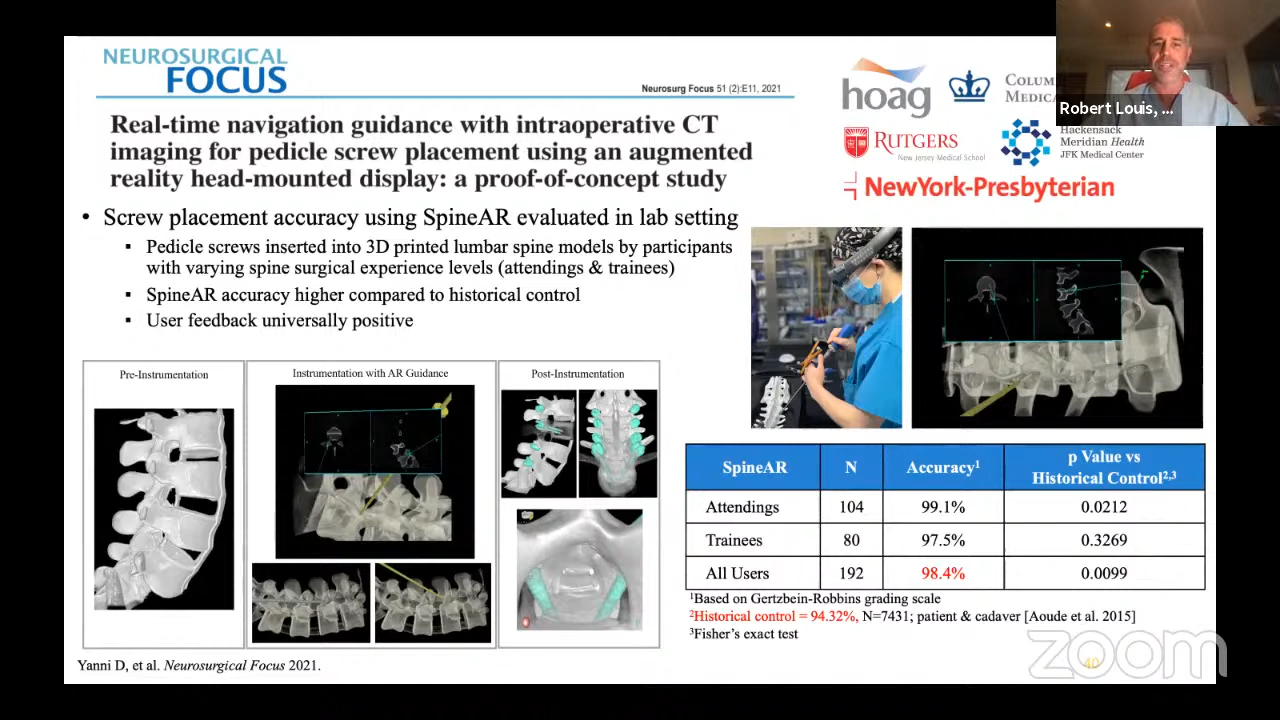 NEUROSURGICAL
FOCUS
Neurosurg Focus 51 (2):E11, 2021
Real-time navigation guidance with intraoperative CT
imaging for pedicle screw placement using an augmented
reality head-mounted display: a proof-of-concept study
hoag
COLUM
MEDICA
Robert Louis, ...
RUTGERS
New Jersey Medical School
Hackensack
Meridian Health
JFK Medical Center
NewYork-Presbyterian
• Screw placement accuracy using SpineAR evaluated in lab setting
▪ Pedicle screws inserted into 3D printed lumbar spine models by participants
with varying spine surgical experience levels (attendings & trainees)
▪ SpineAR accuracy higher compared to historical control
▪ User feedback universally positive
Pre-Instrumentation
Instrumentation with AR Guidance
Post-Instrumentation
SpineAR N Accuracy¹ p Value vs
Historical Control²,³
Attendings 104 99.1% 0.0212
Trainees 80 97.5% 0.3269
All Users 192 98.4% 0.0099
¹Based on Gertzbein-Robbins grading scale
²Historical control = 94.32%, N=7431; patient & cadaver [Aoude et al. 2015]
³Fisher's exact test
Yanni D, et al. Neurosurgical Focus 2021.
40
zoom